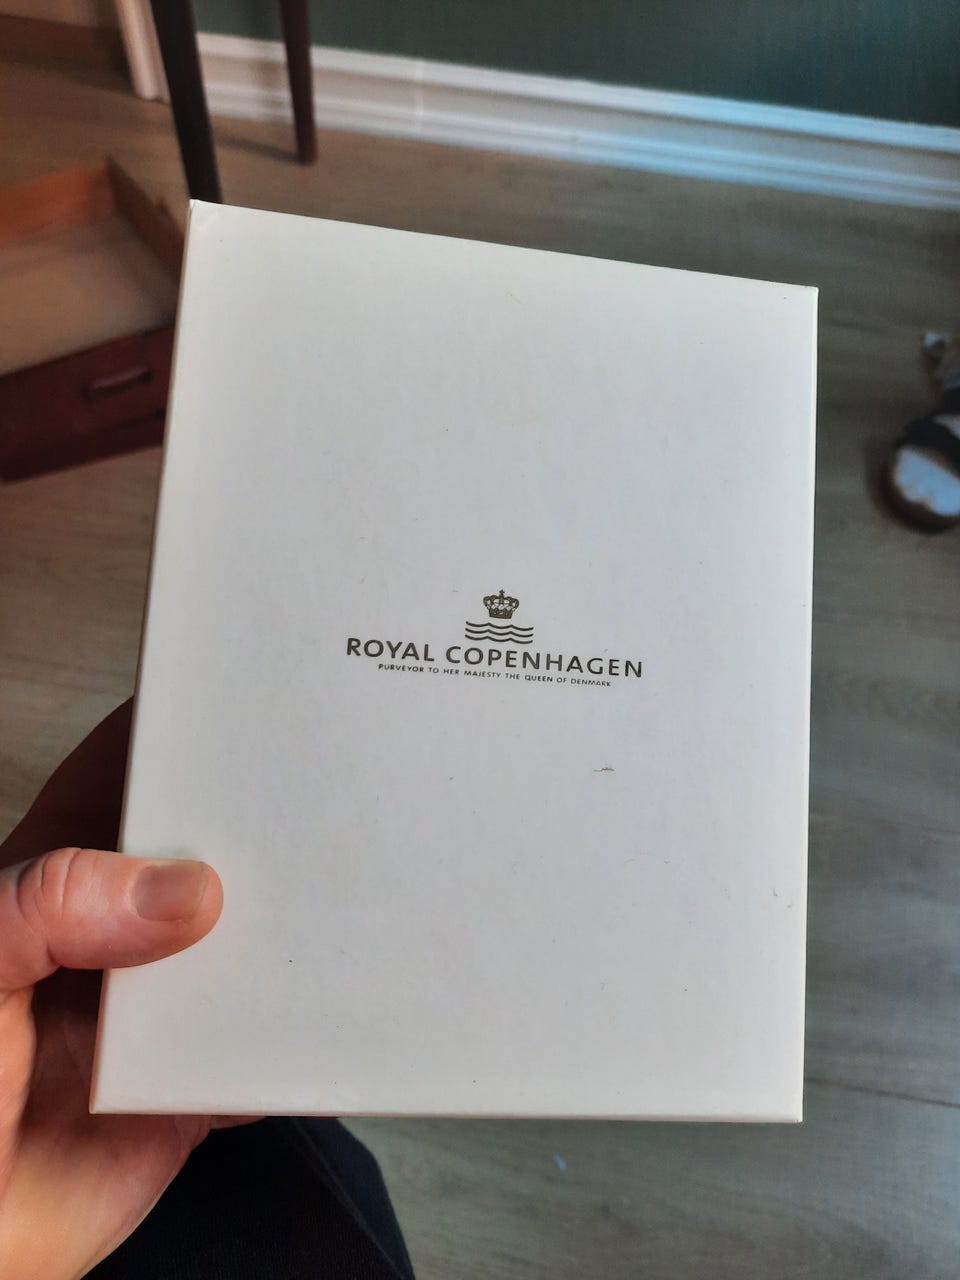 ROYAL COPENHAGEN
PURVEYOR TO HER MAJESTY THE QUEEN OF DENMARK